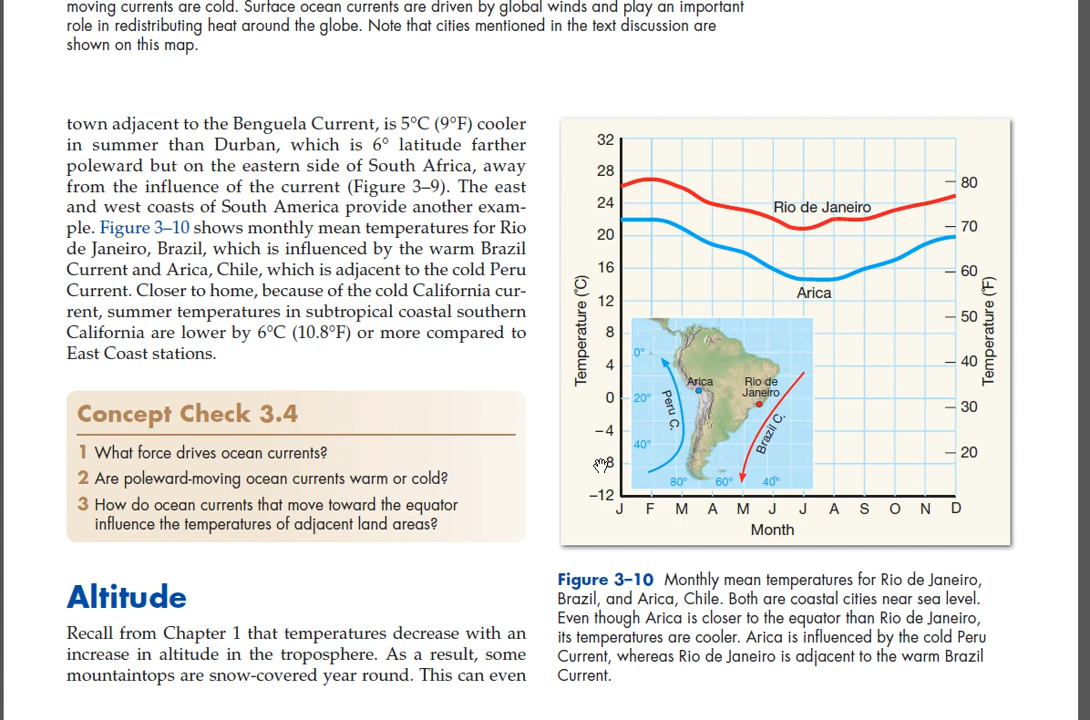 moving currents are cold. Surface ocean currents are driven by global winds and play an important
role in redistributing heat around the globe. Note that cities mentioned in the text discussion are
shown on this map.
town adjacent to the Benguela Current, is 5°C (9°F) cooler
in summer than Durban, which is 6° latitude farther
poleward but on the eastern side of South Africa, away
from the influence of the current (Figure 3–9). The east
and west coasts of South America provide another exam-
ple. Figure 3–10 shows monthly mean temperatures for Rio
de Janeiro, Brazil, which is influenced by the warm Brazil
Current and Arica, Chile, which is adjacent to the cold Peru
Current. Closer to home, because of the cold California cur-
rent, summer temperatures in subtropical coastal southern
California are lower by 6°C (10.8°F) or more compared to
East Coast stations.
Concept Check 3.4
1 What force drives ocean currents?
2 Are poleward-moving ocean currents warm or cold?
3 How do ocean currents that move toward the equator
influence the temperatures of adjacent land areas?
Altitude
Recall from Chapter 1 that temperatures decrease with an
increase in altitude in the troposphere. As a result, some
mountaintops are snow-covered year round. This can even
Temperature (°C)
32
28
24
20
16
12
8
4
0
−4
8
−12
Rio de Janeiro
Arica
80
70
60
50
40
30
20
Temperature (°F)
0°
20°
40°
Arica
Rio de
Janeiro
Peru C.
Brazil C.
80° 60° 40°
J F M A M J J A S O N D
Month
Figure 3–10 Monthly mean temperatures for Rio de Janeiro,
Brazil, and Arica, Chile. Both are coastal cities near sea level.
Even though Arica is closer to the equator than Rio de Janeiro,
its temperatures are cooler. Arica is influenced by the cold Peru
Current, whereas Rio de Janeiro is adjacent to the warm Brazil
Current.